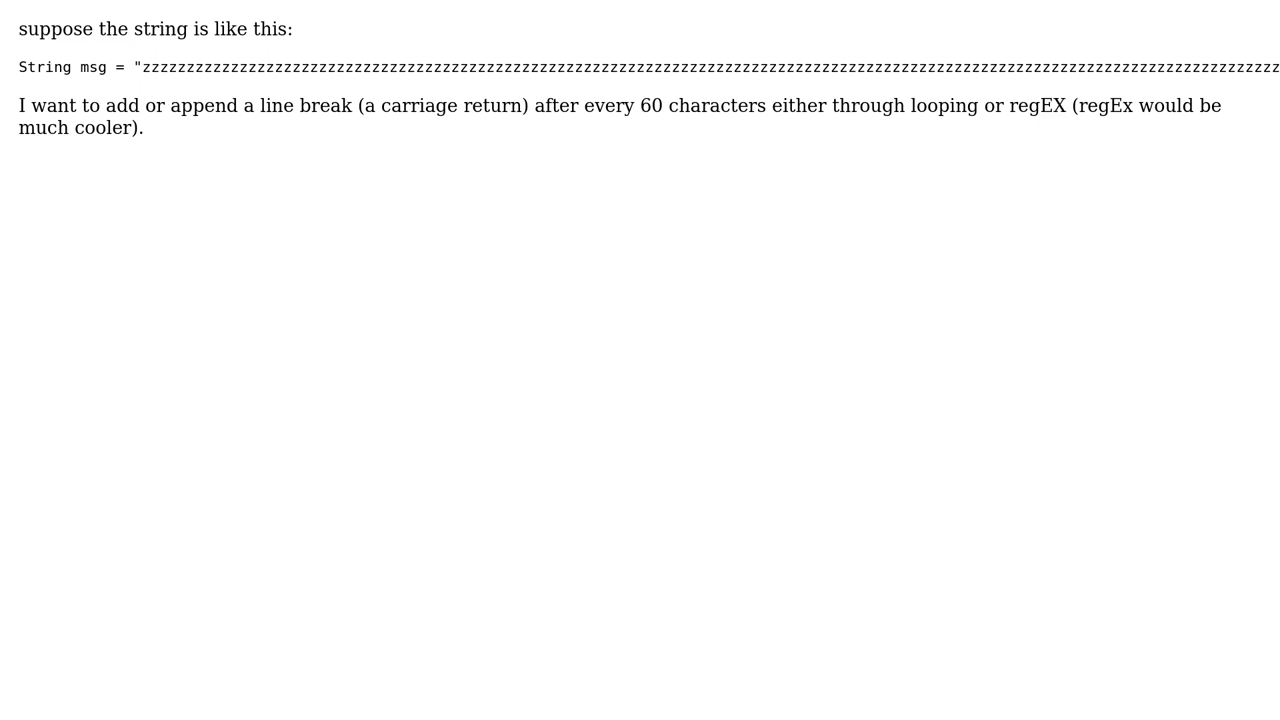 suppose the string is like this:
String msg = "zzzzzzzzzzzzzzzzzzzzzzzzzzzzzzzzzzzzzzzzzzzzzzzzzzzzzzzzzzzzzzzzzzzzzzzzzzzzzzzzzzzzzzzzzzzzzzzzzzzzzzzzzzzzzzzzzzzzzzzzzzzzzzzzz
I want to add or append a line break (a carriage return) after every 60 characters either through looping or regEX (regEx would be
much cooler).